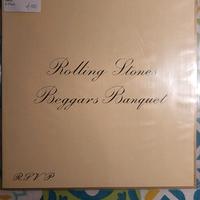 Rolling Stones
Beggars Banquet
R.S.V.P.